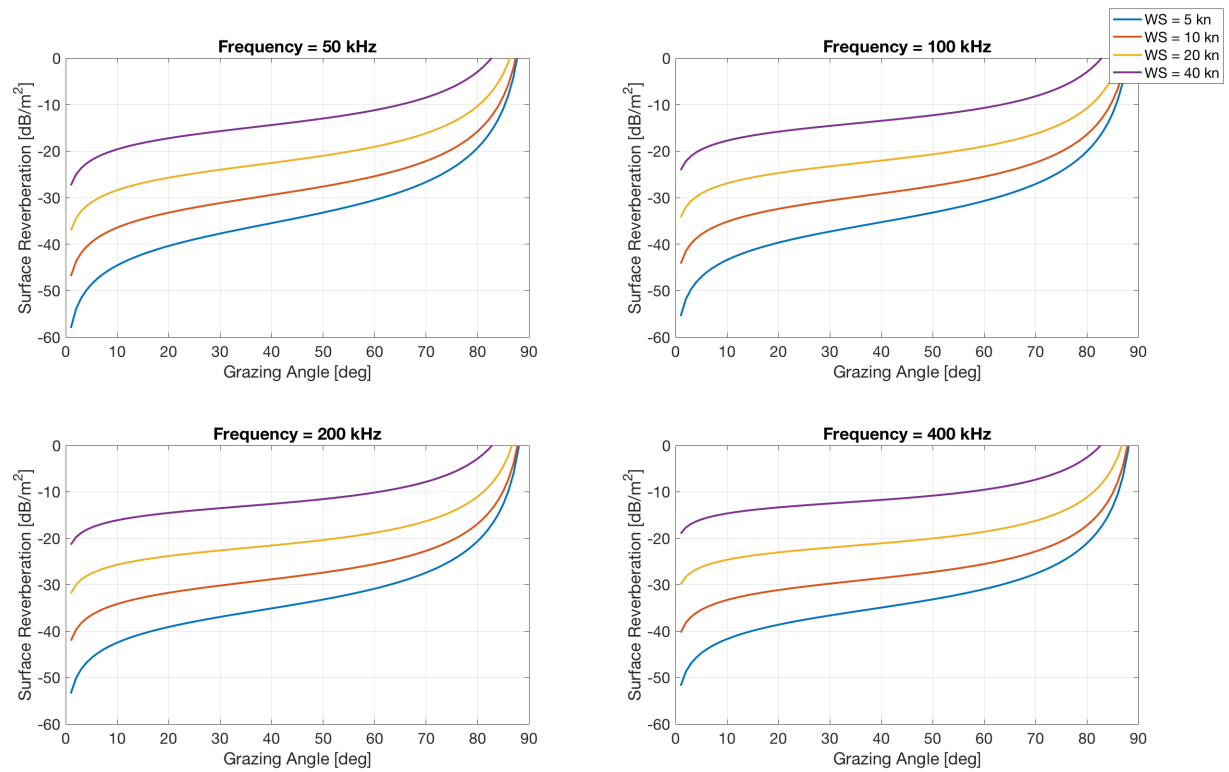 WS = 5 kn
WS = 10 kn
WS = 20 kn
WS = 40 kn
Frequency = 50 kHz
Surface Reverberation [dB/m²]
0
-10
-20
-30
-40
-50
-60
0 10 20 30 40 50 60 70 80 90
Grazing Angle [deg]
Frequency = 100 kHz
Surface Reverberation [dB/m²]
0
-10
-20
-30
-40
-50
-60
0 10 20 30 40 50 60 70 80 90
Grazing Angle [deg]
Frequency = 200 kHz
Surface Reverberation [dB/m²]
0
-10
-20
-30
-40
-50
-60
0 10 20 30 40 50 60 70 80 90
Grazing Angle [deg]
Frequency = 400 kHz
Surface Reverberation [dB/m²]
0
-10
-20
-30
-40
-50
-60
0 10 20 30 40 50 60 70 80 90
Grazing Angle [deg]